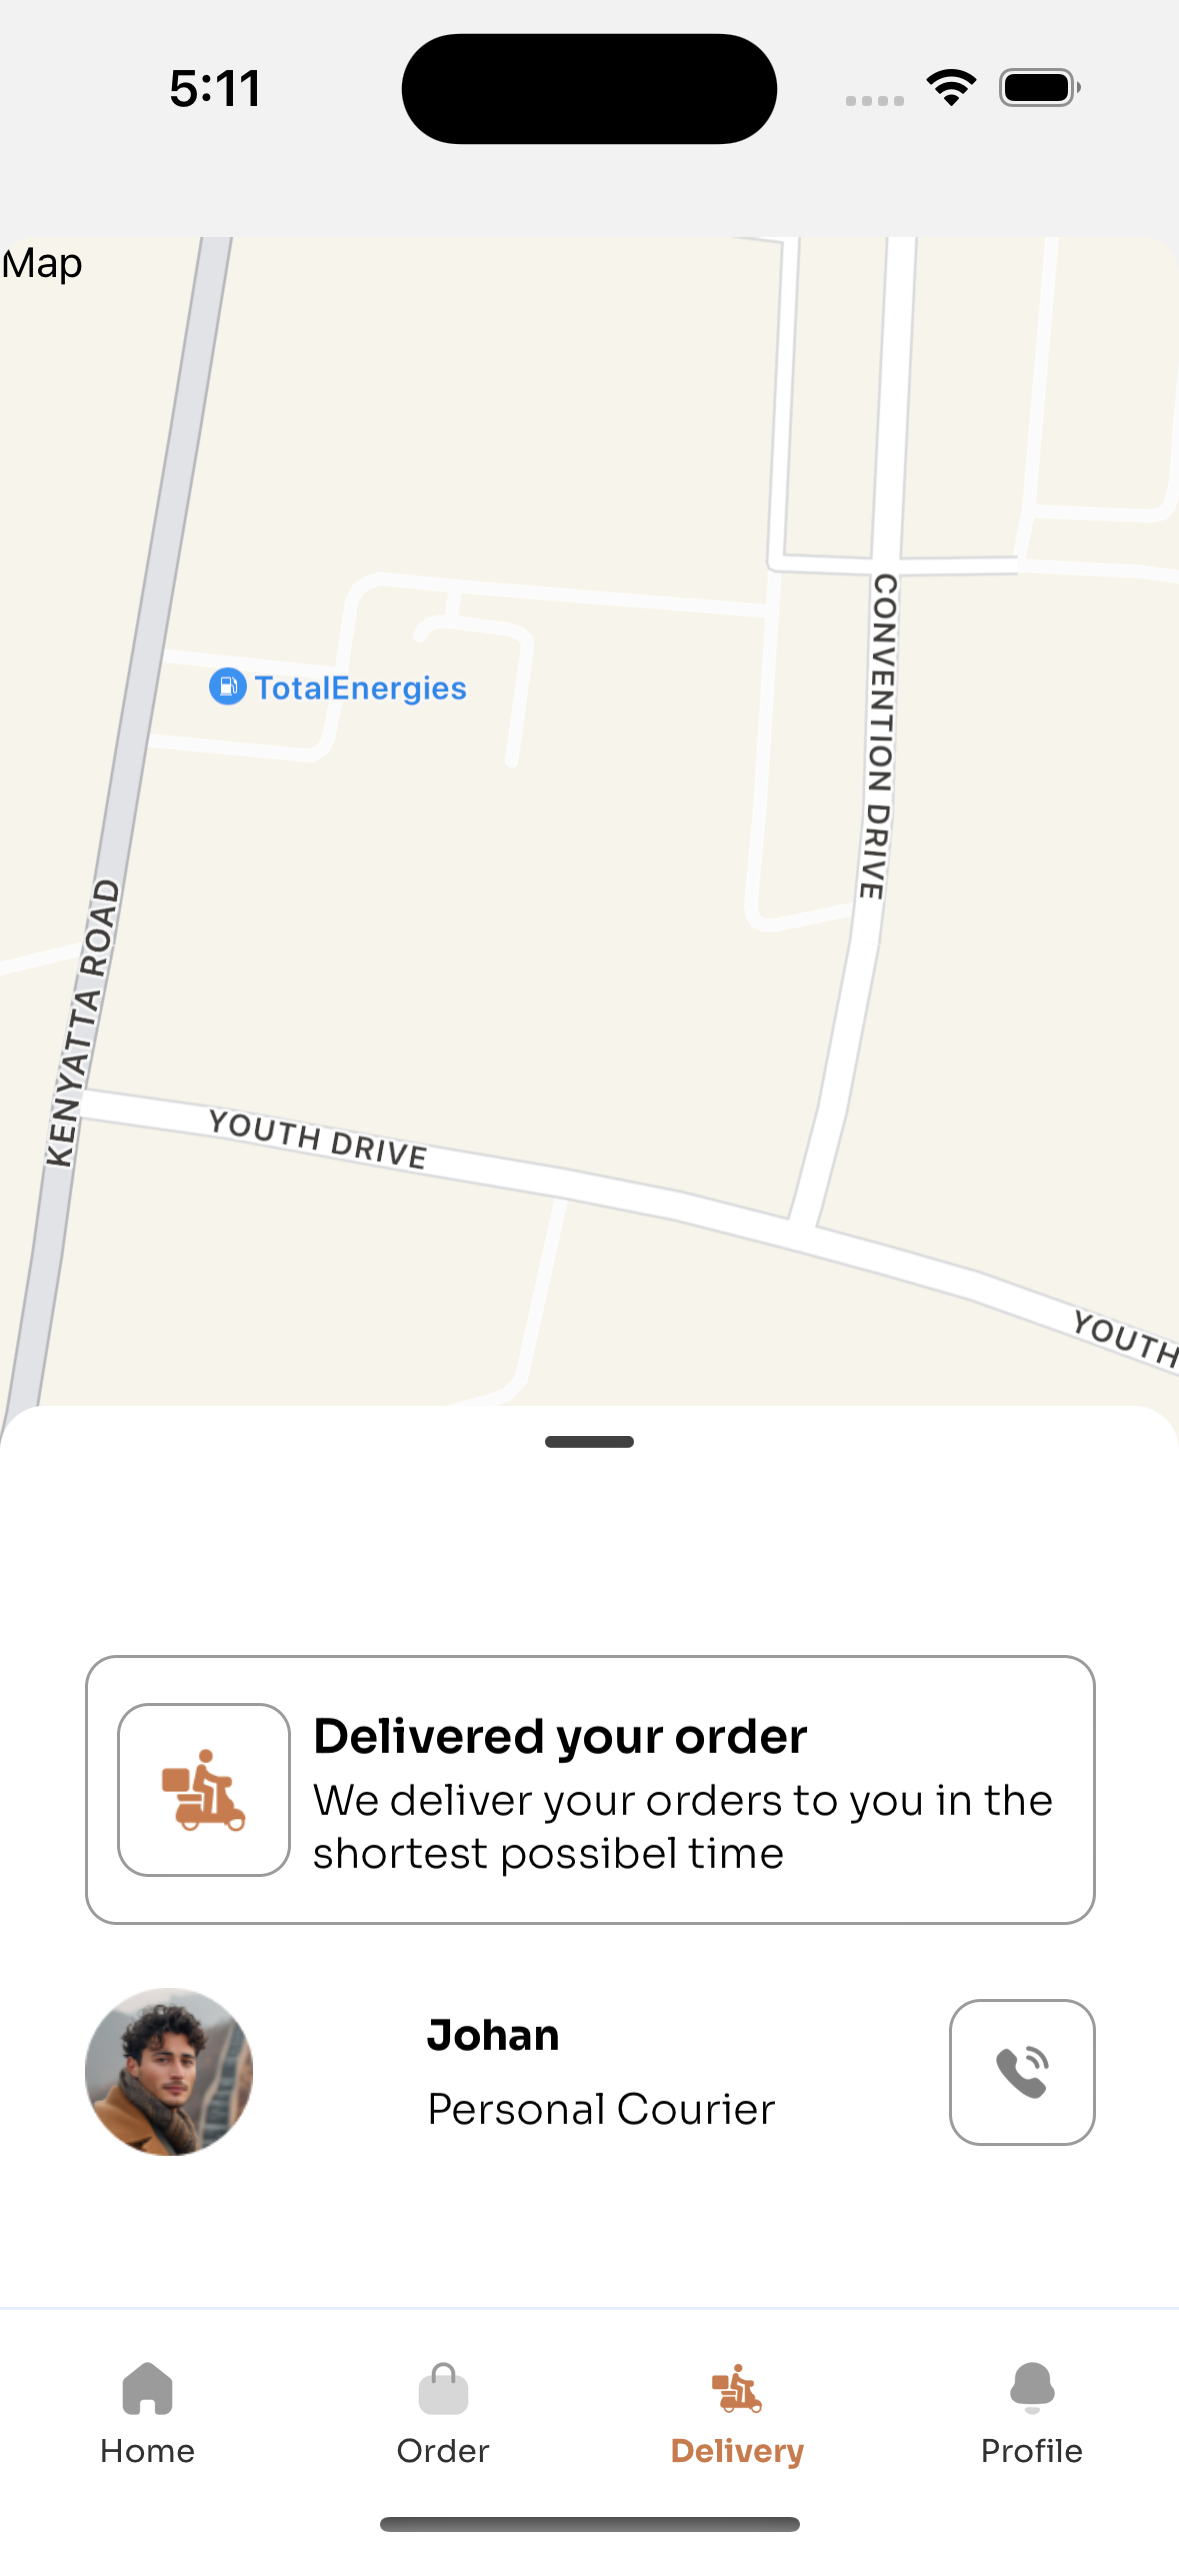 5:11
Map
CONVENTION DRIVE
TotalEnergies
KENYATTA ROAD
YOUTH DRIVE
YOUTH
Delivered your order
We deliver your orders to you in the
shortest possibel time
Johan
Personal Courier
Home
Order
Delivery
Profile